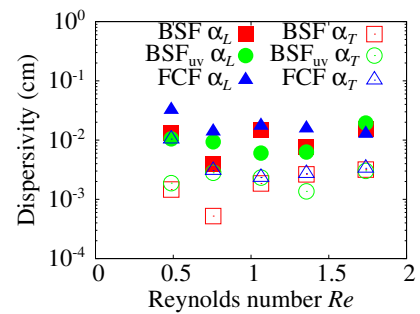 10^0
BSF α_L BSF α_T
BSF_uv α_L BSF_uv α_T
FCF α_L FCF α_T
10^-1
10^-2
10^-3
10^-4
Dispersivity (cm)
0 0.5 1 1.5 2
Reynolds number Re